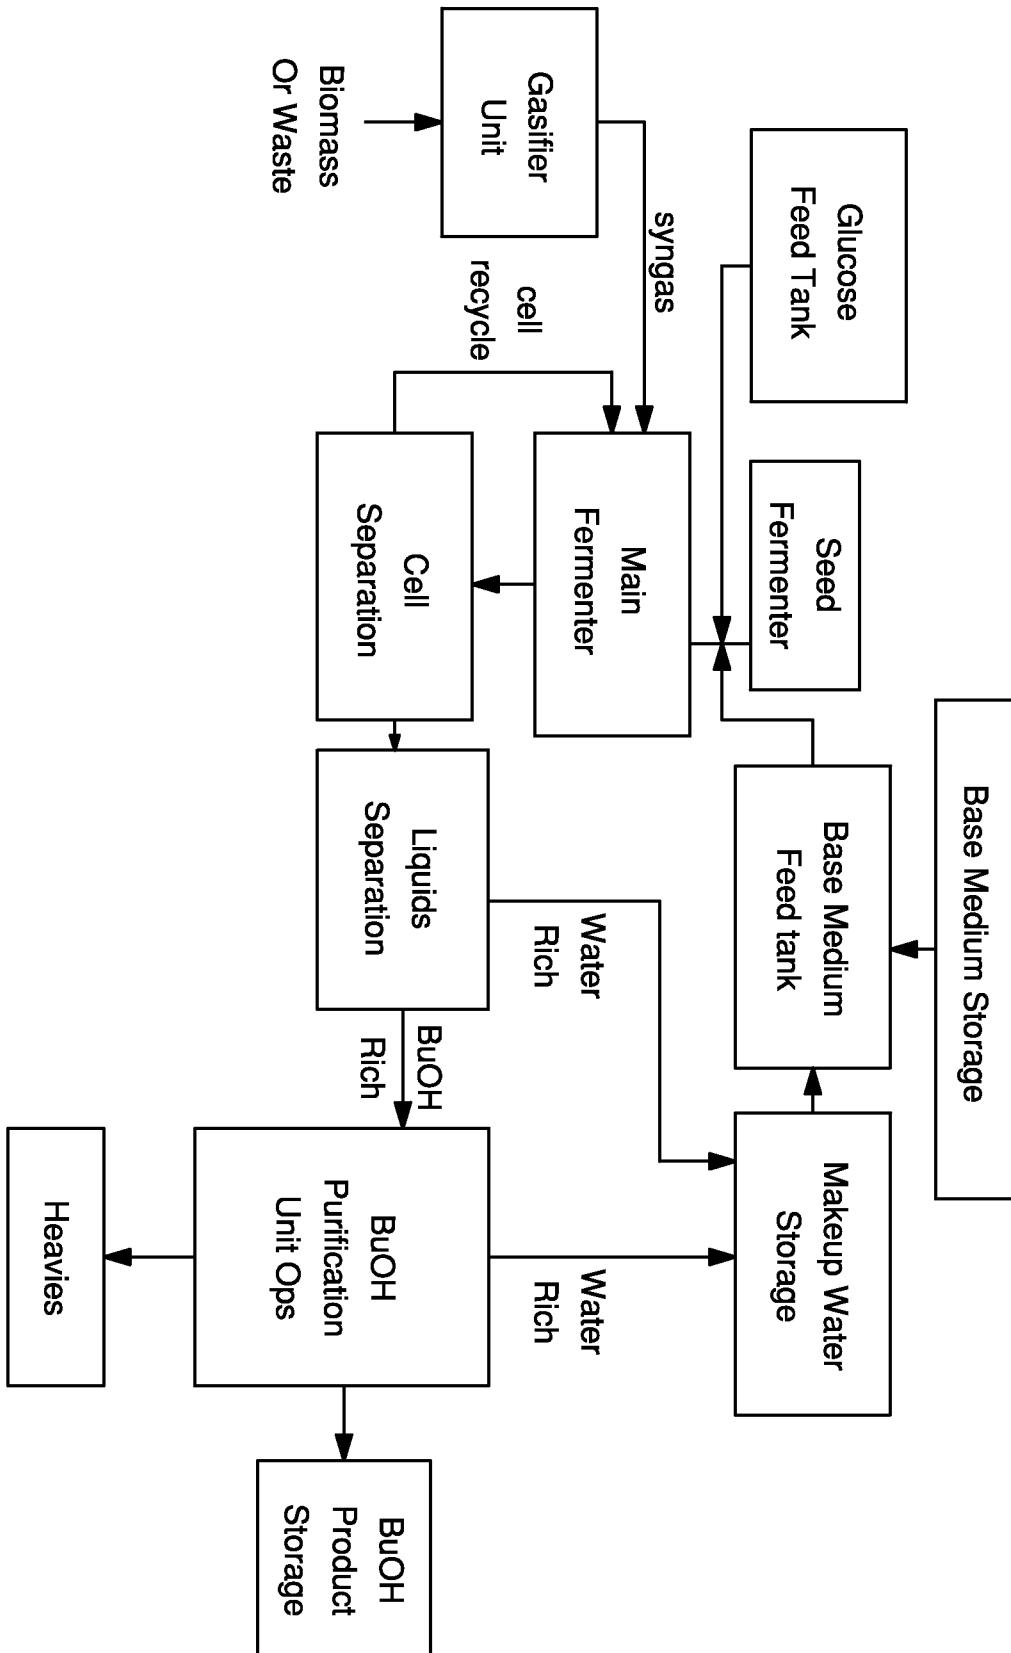 Base Medium Storage
Glucose
Feed Tank
Seed
Fermenter
Base Medium
Feed tank
Makeup Water
Storage
syngas
Gasifier
Unit
Main
Fermenter
Water
Rich
Water
Rich
cell
recycle
Biomass
Or Waste
Cell
Separation
Liquids
Separation
BuOH
Rich
BuOH
Purification
Unit Ops
BuOH
Product
Storage
Heavies